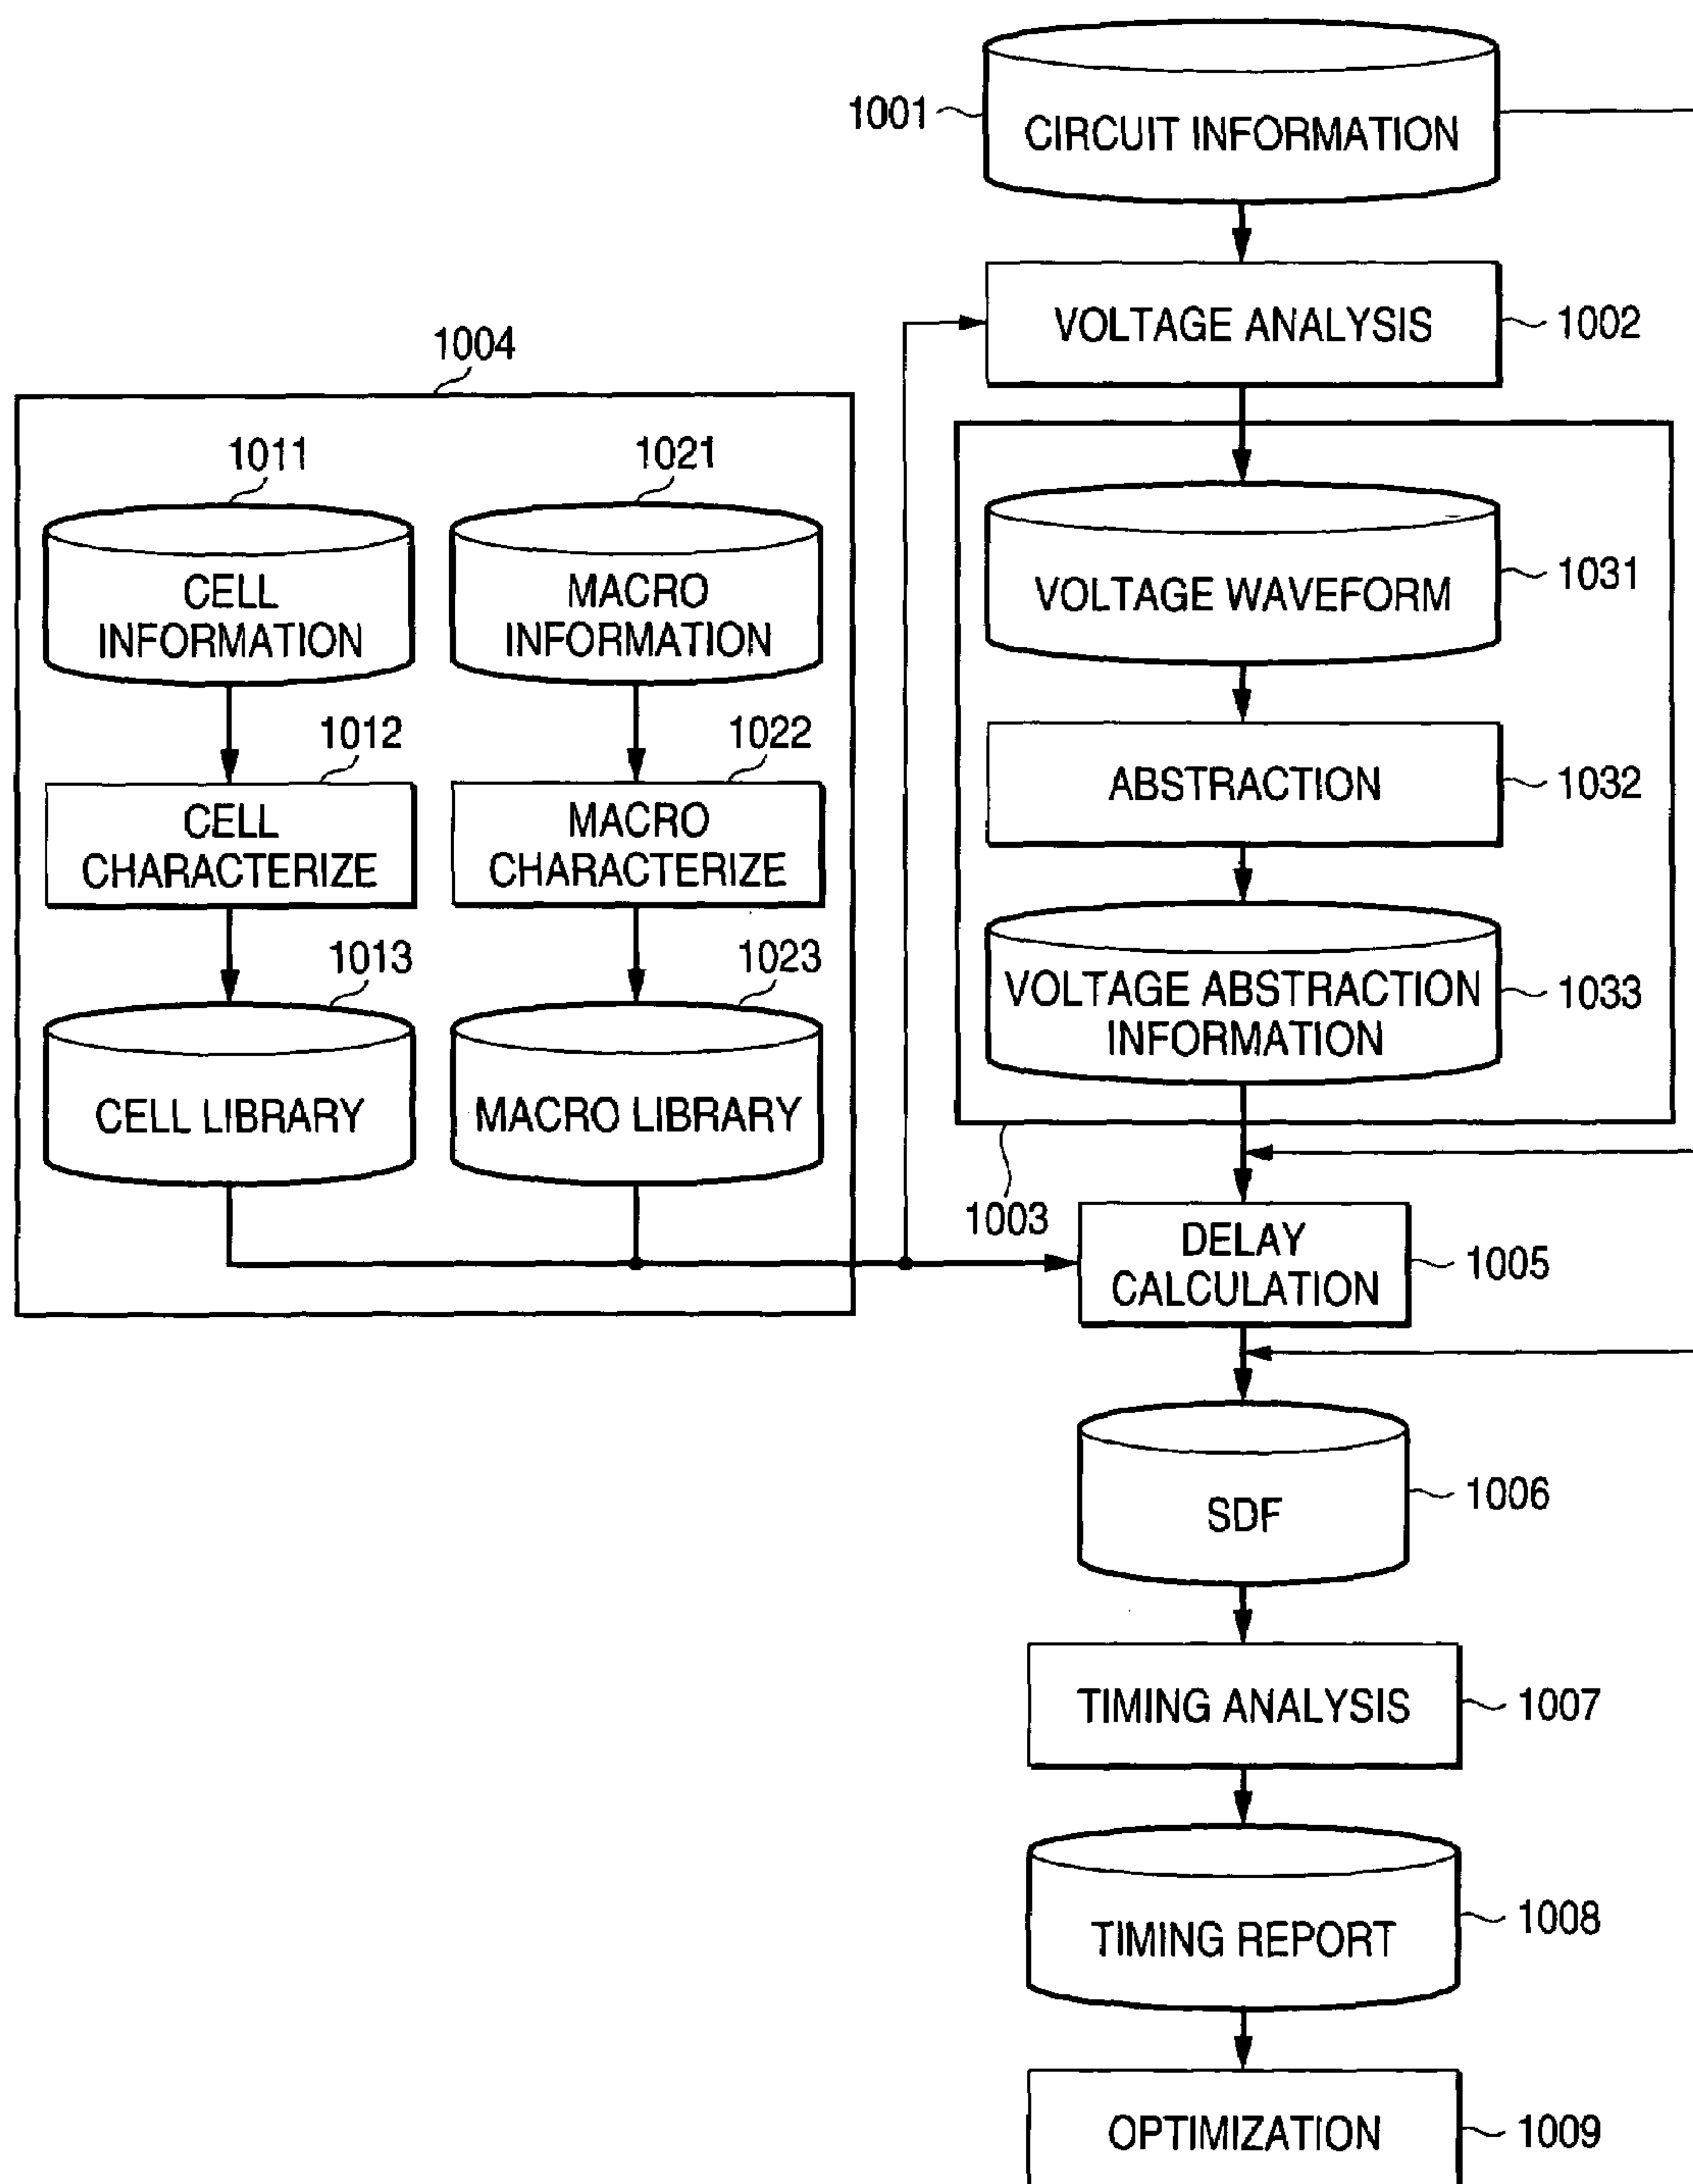 1001
CIRCUIT INFORMATION
VOLTAGE ANALYSIS
1002
1004
1011
CELL
INFORMATION
1012
CELL
CHARACTERIZE
1013
CELL LIBRARY
1021
MACRO
INFORMATION
1022
MACRO
CHARACTERIZE
1023
MACRO LIBRARY
VOLTAGE WAVEFORM
1031
ABSTRACTION
1032
VOLTAGE ABSTRACTION
INFORMATION
1033
1003
DELAY
CALCULATION
1005
SDF
1006
TIMING ANALYSIS
1007
TIMING REPORT
1008
OPTIMIZATION
1009